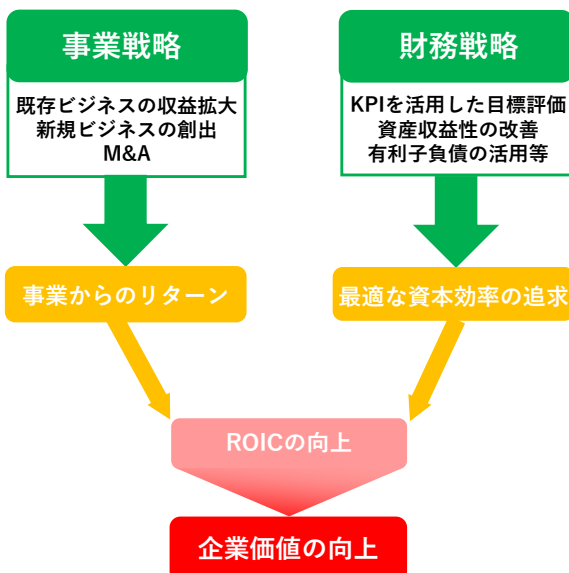 事業戦略
既存ビジネスの収益拡大
新規ビジネスの創出
M&A
財務戦略
KPIを活用した目標評価
資産収益性の改善
有利子負債の活用等
事業からのリターン
最適な資本効率の追求
ROICの向上
企業価値の向上